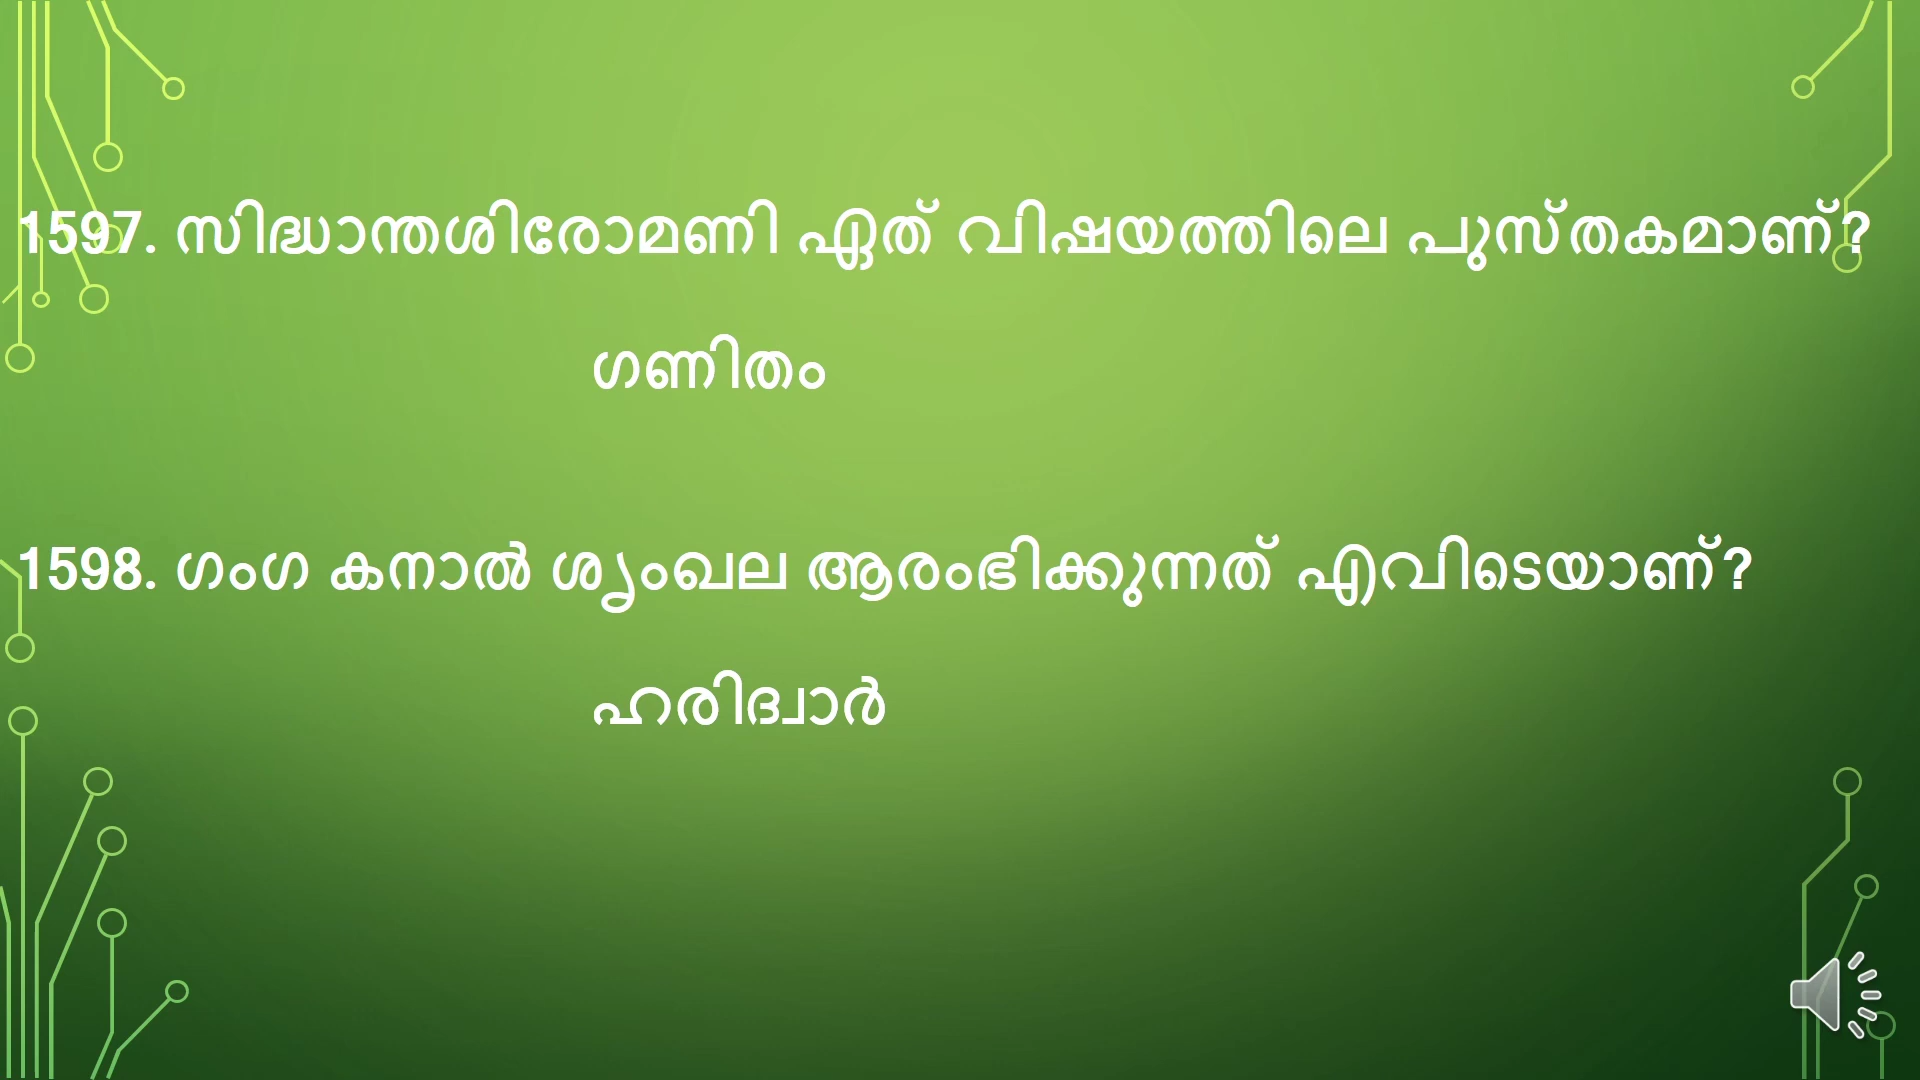 1597. സിദ്ധാന്തശിരോമണി ഏത് വിഷയത്തിലെ പുസ്തകമാണ്?
ഗണിതം
1598. ഗംഗ കനാൽ ശൃംഖല ആരംഭിക്കുന്നത് എവിടെയാണ്?
ഹരിദ്വാർ